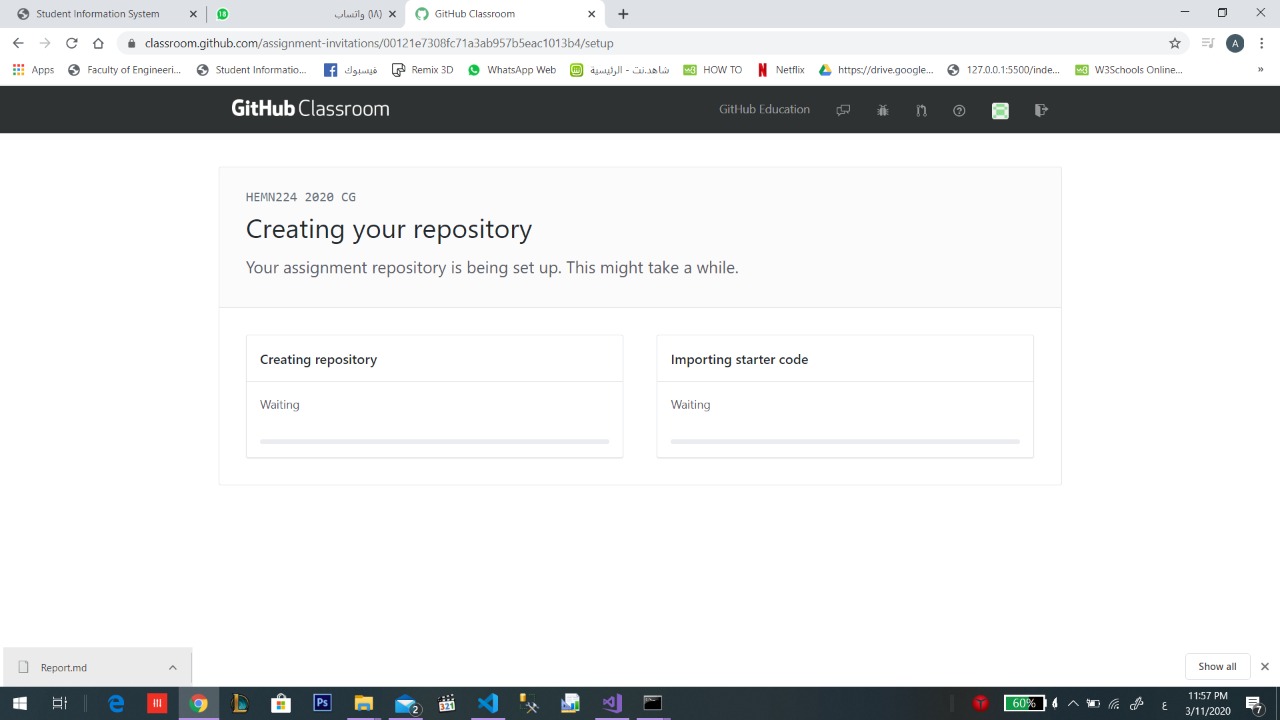 Student Information System
18
(١٨) واتساب
GitHub Classroom
classroom.github.com/assignment-invitations/00121e7308fc71a3ab957b5eac1013b4/setup
A
Apps
Faculty of Engineeri...
Student Informatio...
فيسبوك
Remix 3D
WhatsApp Web
شاهد.نت - الرئيسية
HOW TO
Netflix
https://drive.google...
127.0.0.1:5500/inde...
W3Schools Online...
»
GitHub Classroom
GitHub Education
HEMN224 2020 CG
Creating your repository
Your assignment repository is being set up. This might take a while.
Creating repository
Waiting
Importing starter code
Waiting
Report.md
Show all
Ps
2
321
60%
ع
11:57 PM
3/11/2020
7